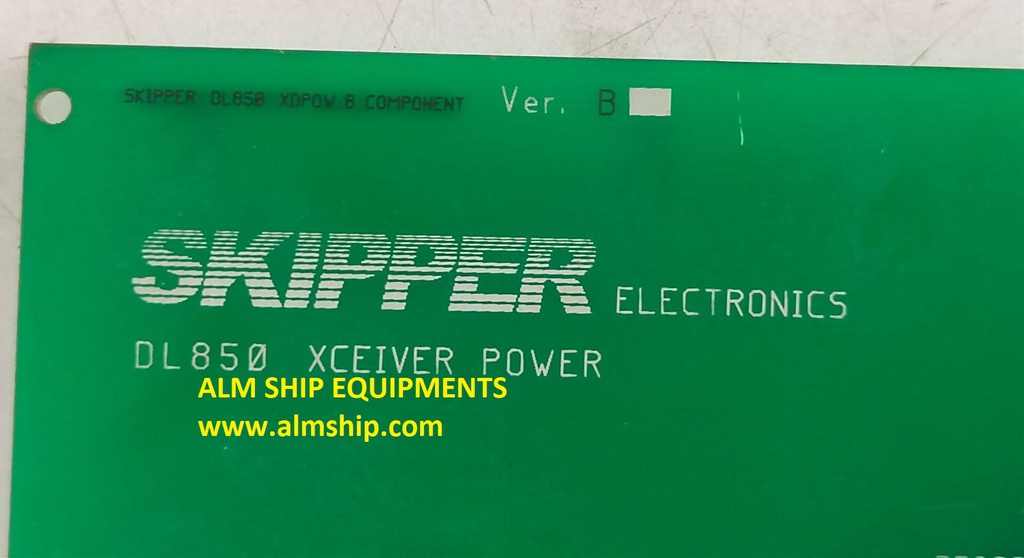 SKIPPER DL850 XDPOW B COMPONENT Ver. B
SKIPPER ELECTRONICS
DL850 XCEIVER POWER
ALM SHIP EQUIPMENTS
www.almship.com